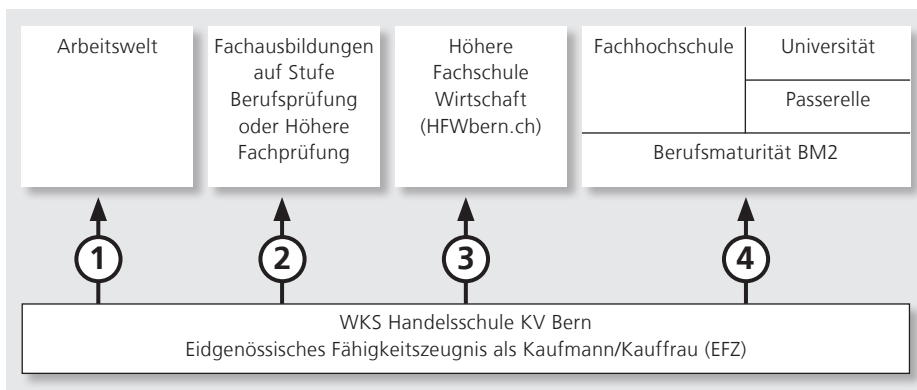 Arbeitswelt
Fachausbildungen
auf Stufe
Berufsprüfung
oder Höhere
Fachprüfung
Höhere
Fachschule
Wirtschaft
(HFWbern.ch)
Fachhochschule
Universität
Passerelle
Berufsmaturität BM2
1
2
3
4
WKS Handelsschule KV Bern
Eidgenössisches Fähigkeitszeugnis als Kaufmann/Kauffrau (EFZ)